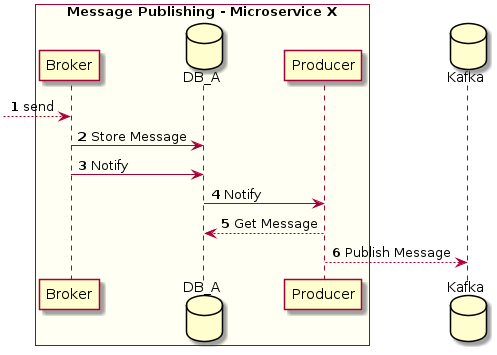 Message Publishing - Microservice X
Broker
DB_A
Producer
Kafka
1 send
2 Store Message
3 Notify
4 Notify
5 Get Message
6 Publish Message
Broker
DB_A
Producer
Kafka